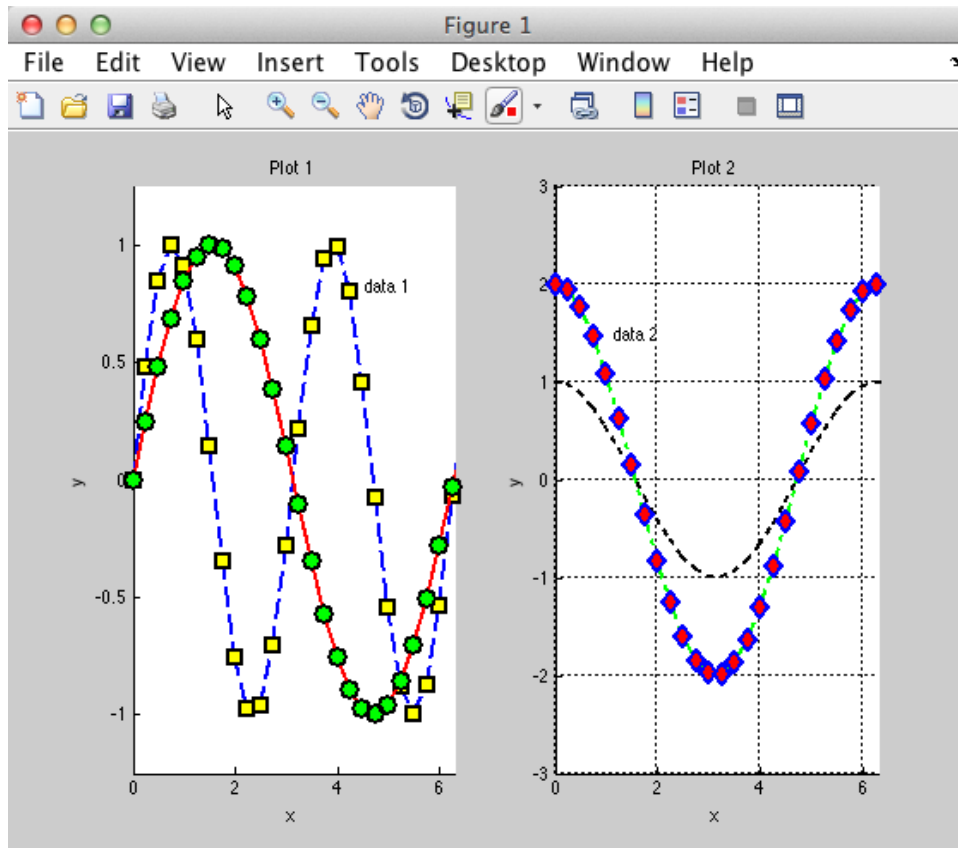 Figure 1
File Edit View Insert Tools Desktop Window Help
Plot 1
1
0.5
0
-0.5
-1
y
0 2 4 6
x
data 1
Plot 2
3
2
1
0
-1
-2
-3
y
0 2 4 6
x
data 2